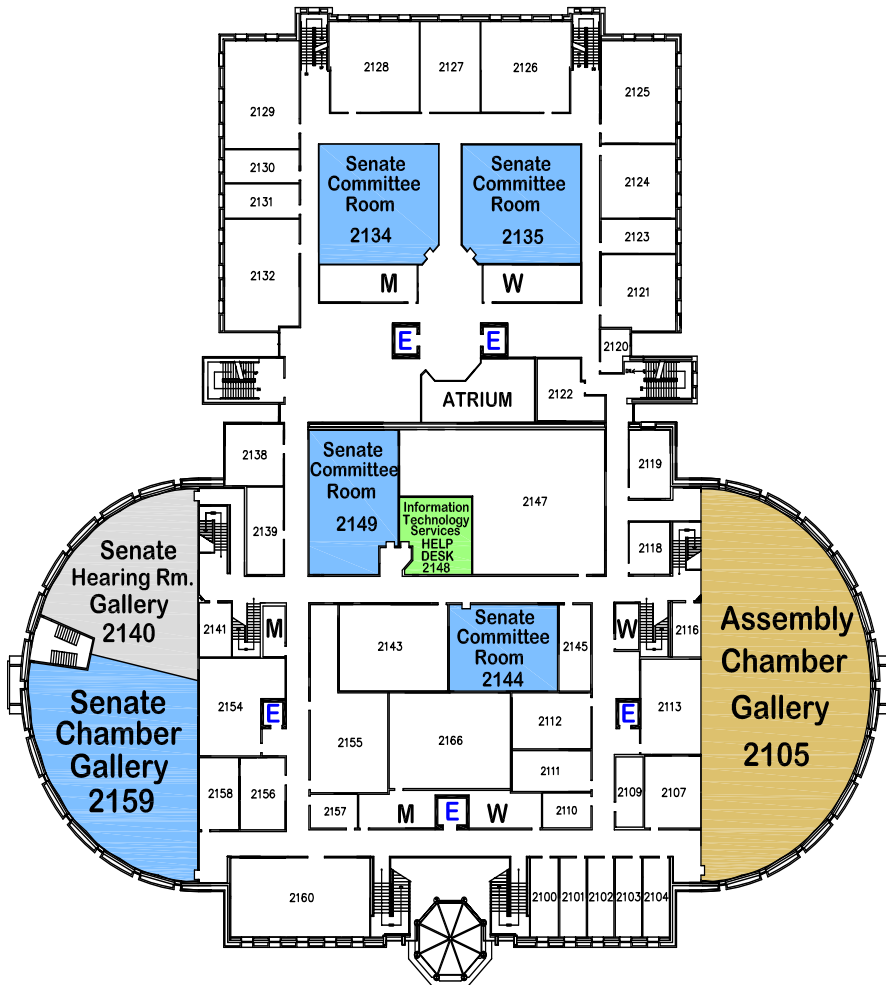 2128
2127
2126
2129
2125
2130
2131
2132
Senate
Committee
Room
2134
Senate
Committee
Room
2135
2124
2123
2121
M
W
E
E
2120
ATRIUM
2122
2138
2139
Senate
Committee
Room
2149
Information
Technology
Services
HELP
DESK
2148
2147
2119
2118
Senate
Hearing Rm.
Gallery
2140
2141
M
2143
Senate
Committee
Room
2144
2145
W
2116
Assembly
Chamber
Gallery
2105
Senate
Chamber
Gallery
2159
2154
E
2155
2166
2112
2111
E
2113
2158
2156
2157
M
E
W
2110
2109
2107
2160
2100
2101
2102
2103
2104